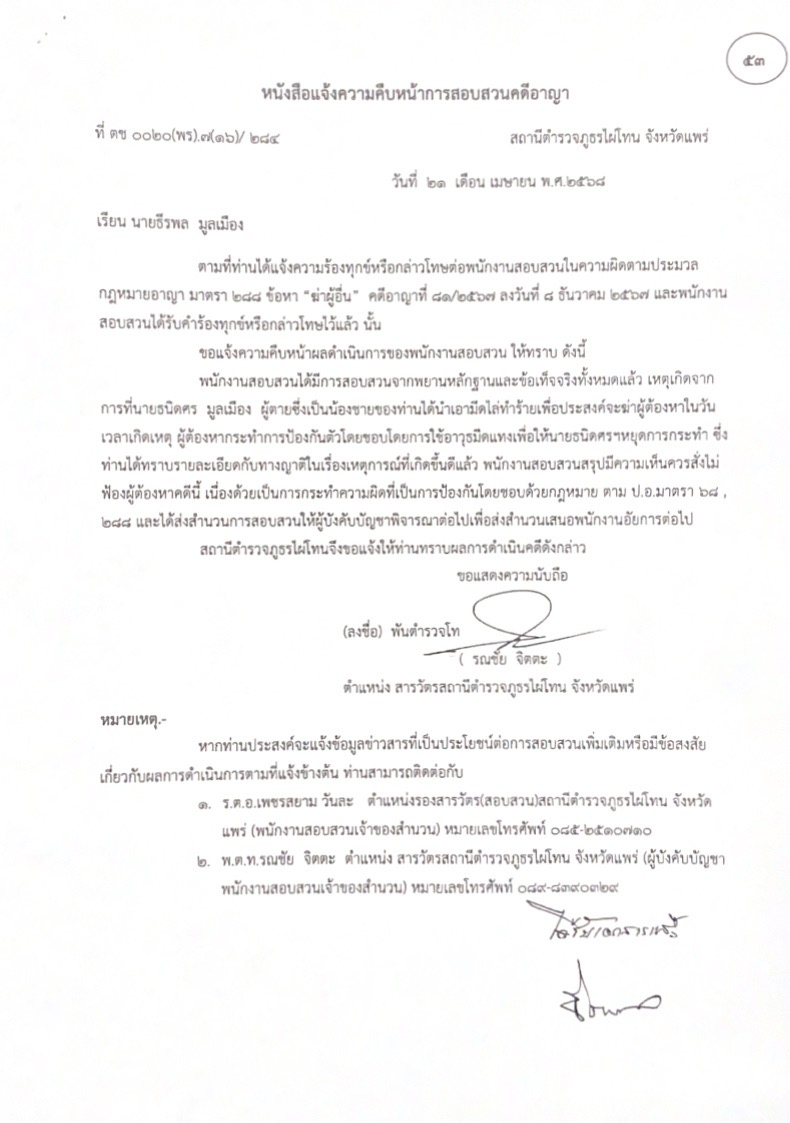 ๕๓
หนังสือแจ้งความคืบหน้าการสอบสวนคดีอาญา
ที่ ตช ๐๐๒๐(พร).๗(๑๖)/ ๒๘๔ สถานีตำรวจภูธรไผ่โทน จังหวัดแพร่
วันที่ ๒๑ เดือน เมษายน พ.ศ.๒๕๖๘
เรียน นายธีรพล มูลเมือง
ตามที่ท่านได้แจ้งความร้องทุกข์หรือกล่าวโทษต่อพนักงานสอบสวนในความผิดตามประมวล
กฎหมายอาญา มาตรา ๒๘๘ ข้อหา "ฆ่าผู้อื่น" คดีอาญาที่ ๘๑/๒๕๖๗ ลงวันที่ ๘ ธันวาคม ๒๕๖๗ และพนักงาน
สอบสวนได้รับคำร้องทุกข์หรือกล่าวโทษไว้แล้ว นั้น
ขอแจ้งความคืบหน้าผลดำเนินการของพนักงานสอบสวน ให้ทราบ ดังนี้
พนักงานสอบสวนได้มีการสอบสวนจากพยานหลักฐานและข้อเท็จจริงทั้งหมดแล้ว เหตุเกิดจาก
การที่นายธนิดศร มูลเมือง ผู้ตายซึ่งเป็นน้องชายของท่านได้นำเอามีดไล่ทำร้ายเพื่อประสงค์จะฆ่าผู้ต้องหาในวัน
เวลาเกิดเหตุ ผู้ต้องหากระทำการป้องกันตัวโดยชอบโดยการใช้อาวุธมีดแทงเพื่อให้นายธนิดศรฯหยุดการกระทำ ซึ่ง
ท่านได้ทราบรายละเอียดกับทางญาติในเรื่องเหตุการณ์ที่เกิดขึ้นดีแล้ว พนักงานสอบสวนสรุปมีความเห็นควรสั่งไม่
ฟ้องผู้ต้องหาคดีนี้ เนื่องด้วยเป็นการกระทำความผิดที่เป็นการป้องกันโดยชอบด้วยกฎหมาย ตาม ป.อ.มาตรา ๖๘ ,
๒๘๘ และได้ส่งสำนวนการสอบสวนให้ผู้บังคับบัญชาพิจารณาต่อไปเพื่อส่งสำนวนเสนอพนักงานอัยการต่อไป
สถานีตำรวจภูธรไผ่โทนจึงขอแจ้งให้ท่านทราบผลการดำเนินคดีดังกล่าว
ขอแสดงความนับถือ
(ลงชื่อ) พันตำรวจโท
( รณชัย จิตตะ )
ตำแหน่ง สารวัตรสถานีตำรวจภูธรไผ่โทน จังหวัดแพร่
หมายเหตุ.-
หากท่านประสงค์จะแจ้งข้อมูลข่าวสารที่เป็นประโยชน์ต่อการสอบสวนเพิ่มเติมหรือมีข้อสงสัย
เกี่ยวกับผลการดำเนินการตามที่แจ้งข้างต้น ท่านสามารถติดต่อกับ
๑. ร.ต.อ.เพชรสยาม วันละ ตำแหน่งรองสารวัตร(สอบสวน)สถานีตำรวจภูธรไผ่โทน จังหวัด
แพร่ (พนักงานสอบสวนเจ้าของสำนวน) หมายเลขโทรศัพท์ ๐๘๕-๒๕๑๐๗๑๐
๒. พ.ต.ท.รณชัย จิตตะ ตำแหน่ง สารวัตรสถานีตำรวจภูธรไผ่โทน จังหวัดแพร่ (ผู้บังคับบัญชา
พนักงานสอบสวนเจ้าของสำนวน) หมายเลขโทรศัพท์ ๐๘๙-๘๓๙๐๓๒๙
ได้รับเอกสารแล้ว